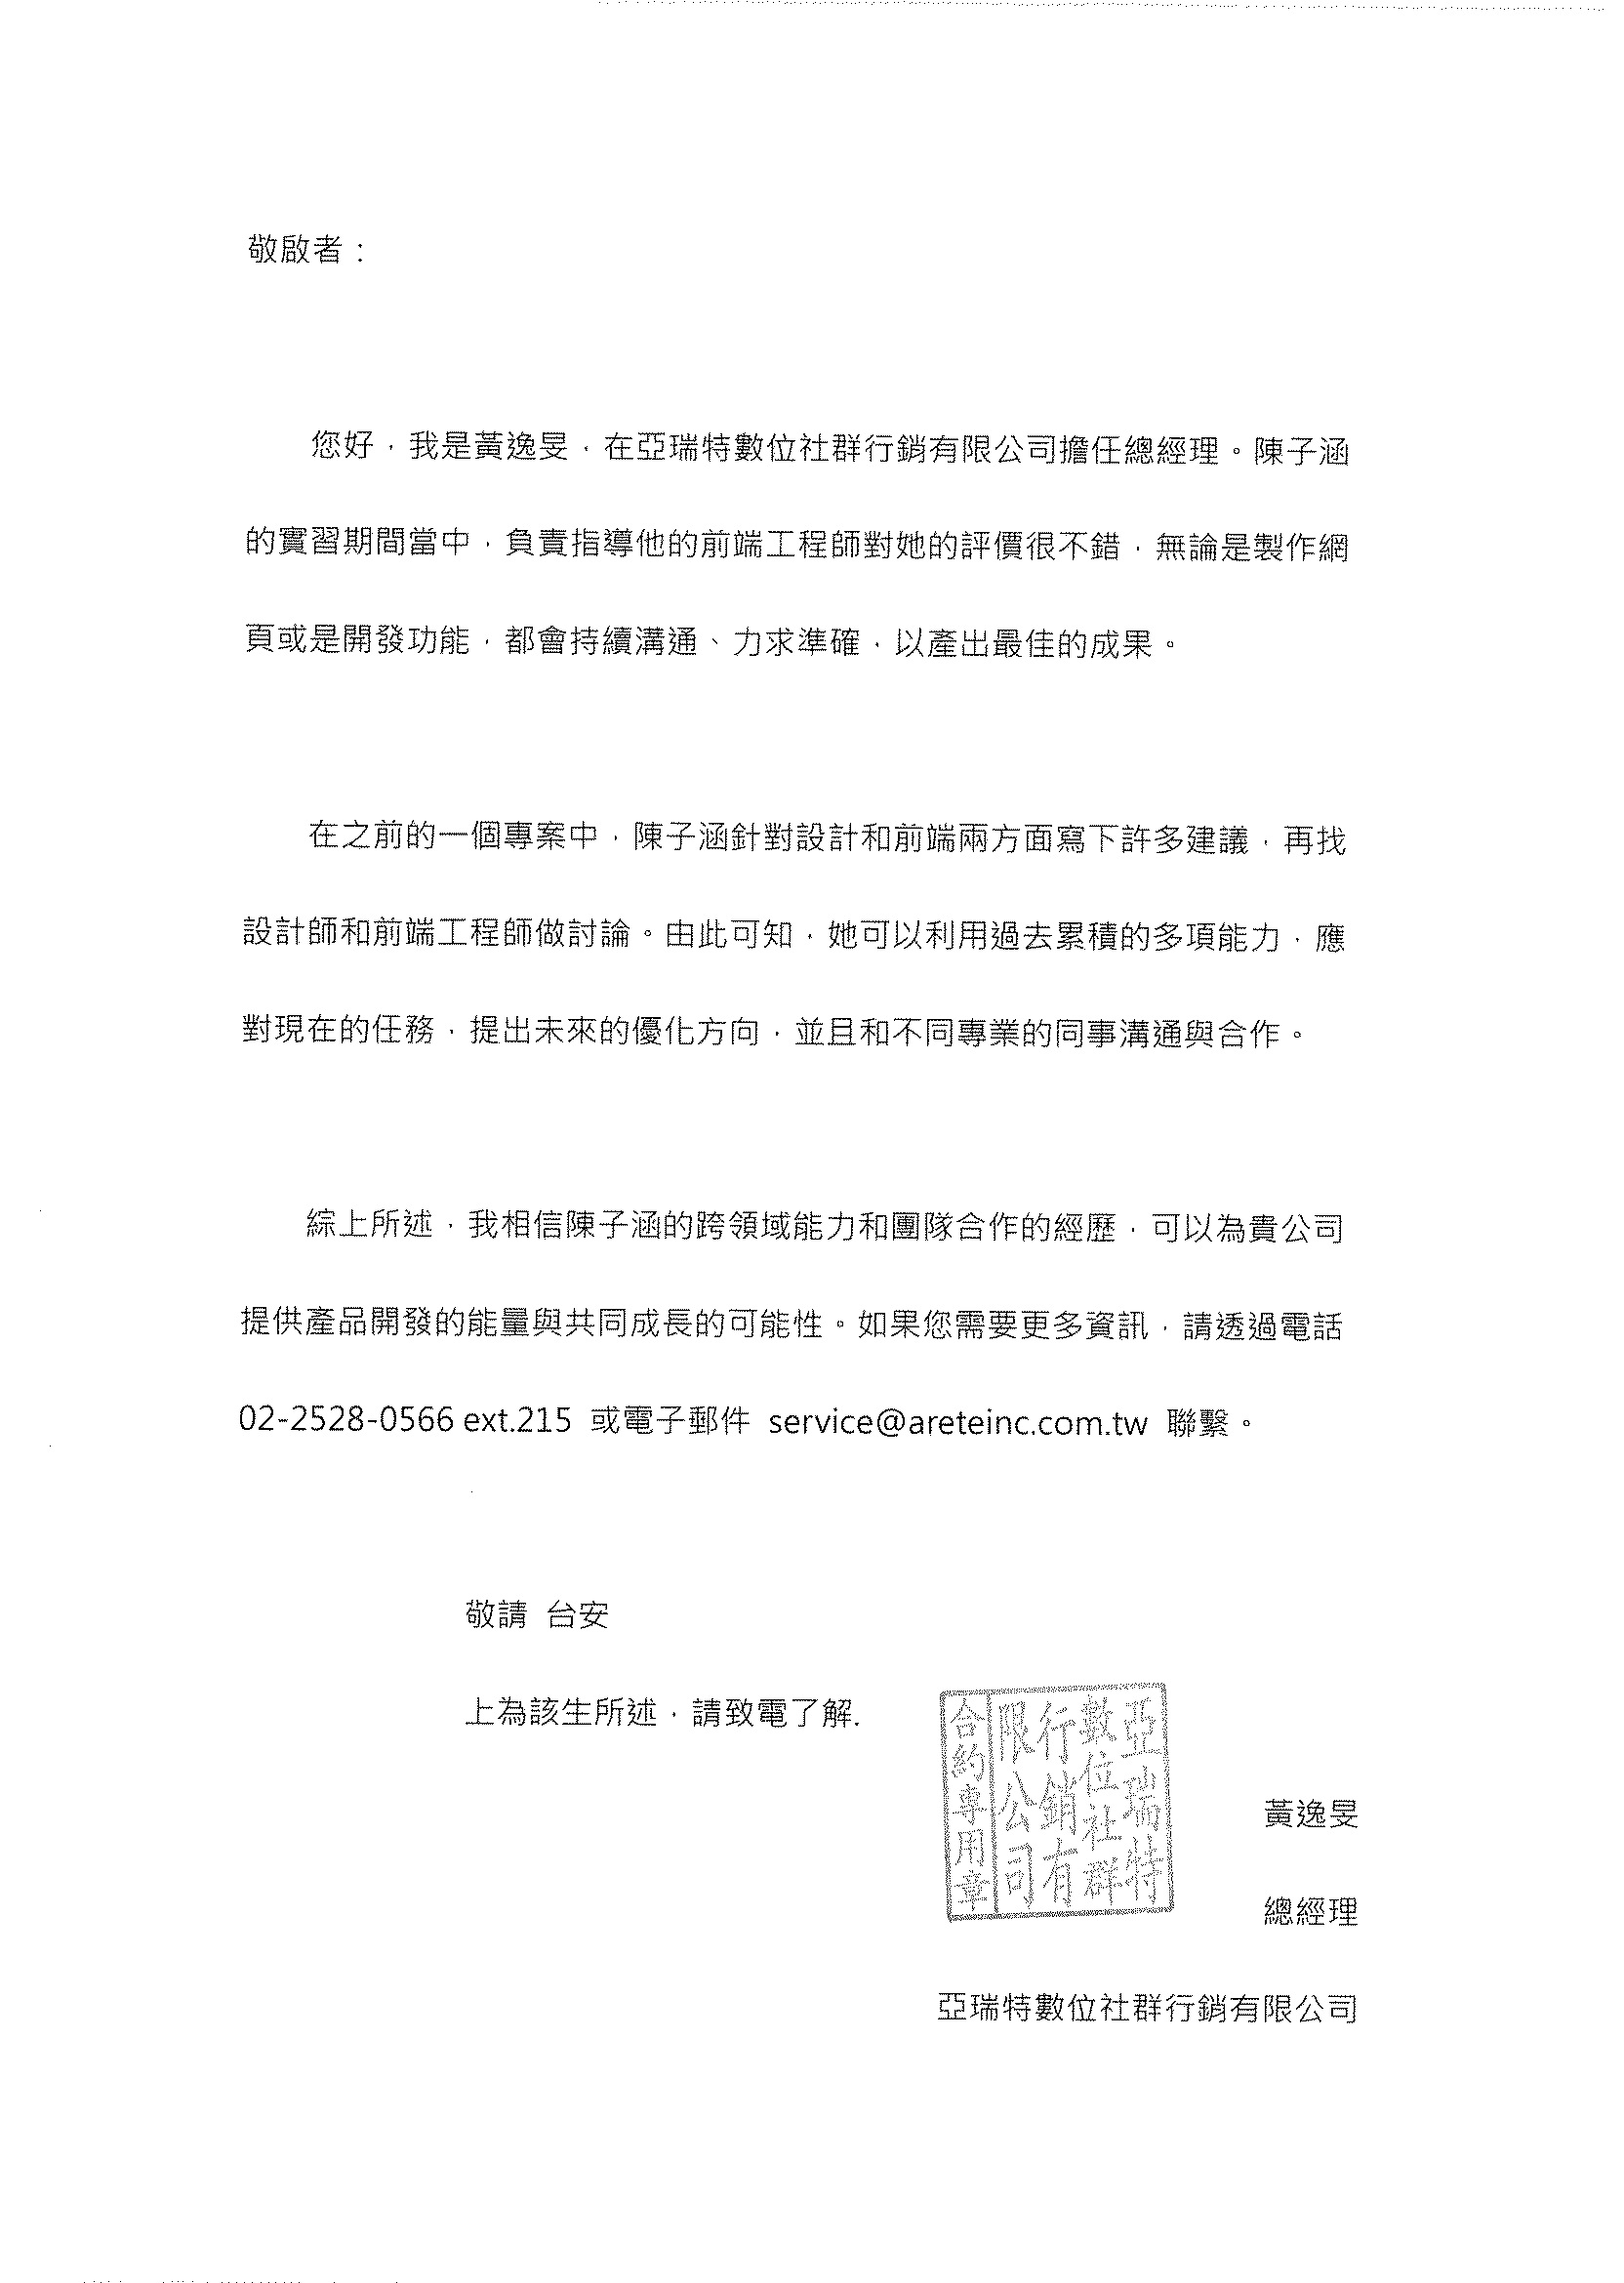 敬啟者：
您好，我是黃逸旻，在亞瑞特數位社群行銷有限公司擔任總經理。陳子涵
的實習期間當中，負責指導他的前端工程師對她的評價很不錯，無論是製作網
頁或是開發功能，都會持續溝通、力求準確，以產出最佳的成果。
在之前的一個專案中，陳子涵針對設計和前端兩方面寫下許多建議，再找
設計師和前端工程師做討論。由此可知，她可以利用過去累積的多項能力，應
對現在的任務，提出未來的優化方向，並且和不同專業的同事溝通與合作。
綜上所述，我相信陳子涵的跨領域能力和團隊合作的經歷，可以為貴公司
提供產品開發的能量與共同成長的可能性。如果您需要更多資訊，請透過電話
02-2528-0566 ext.215 或電子郵件 service@areteinc.com.tw 聯繫。
敬請 台安
上為該生所述，請致電了解.
亞瑞特
數位社群
行銷有
限公司
合約專用章
黃逸旻
總經理
亞瑞特數位社群行銷有限公司